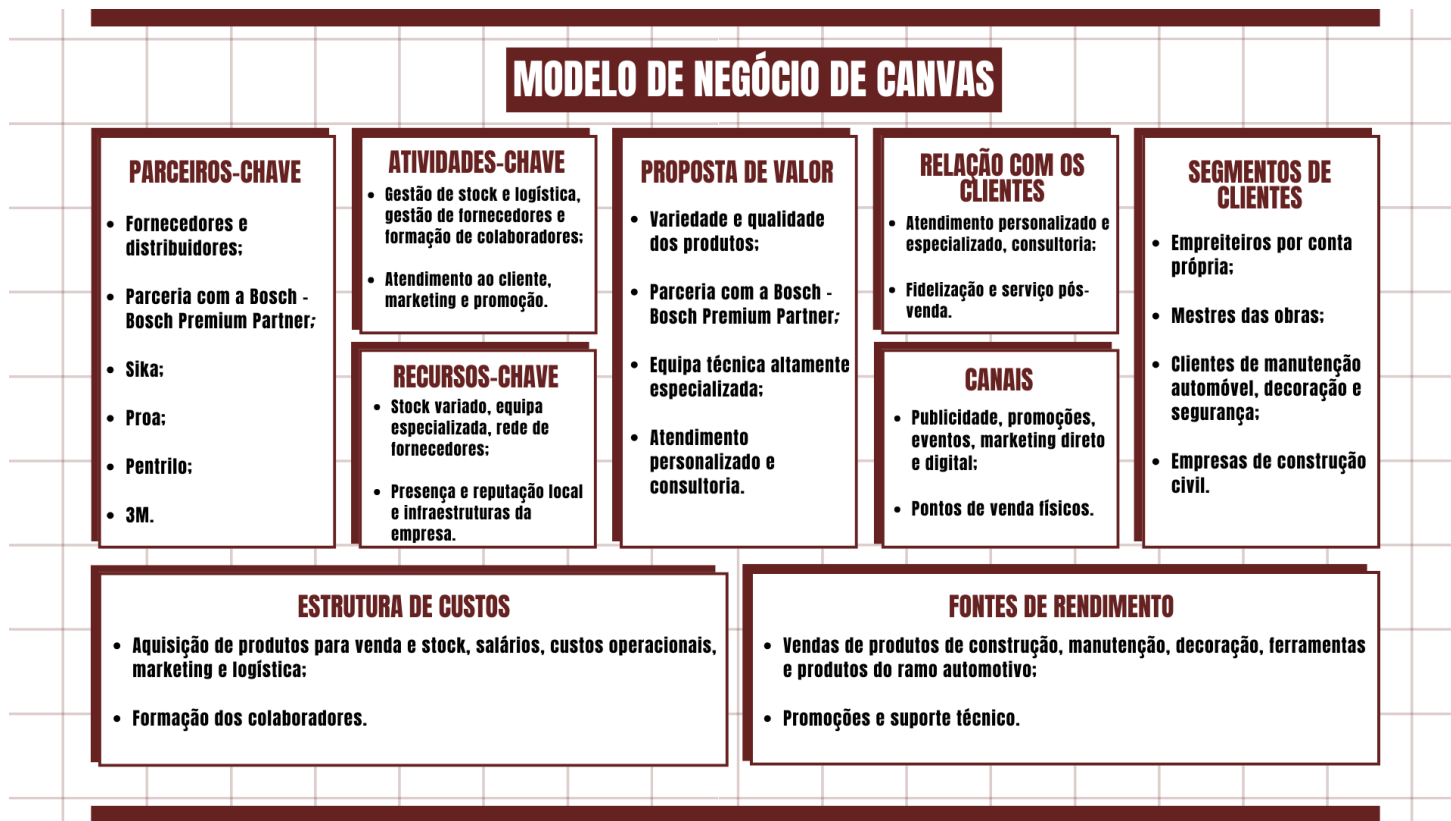 MODELO DE NEGÓCIO DE CANVAS
PARCEIROS-CHAVE
• Fornecedores e
distribuidores;
• Parceria com a Bosch -
Bosch Premium Partner;
• Sika;
• Proa;
• Pentrilo;
• 3M.
ATIVIDADES-CHAVE
• Gestão de stock e logística,
gestão de fornecedores e
formação de colaboradores;
• Atendimento ao cliente,
marketing e promoção.
RECURSOS-CHAVE
• Stock variado, equipa
especializada, rede de
fornecedores;
• Presença e reputação local
e infraestruturas da
empresa.
PROPOSTA DE VALOR
• Variedade e qualidade
dos produtos;
• Parceria com a Bosch -
Bosch Premium Partner;
• Equipa técnica altamente
especializada;
• Atendimento
personalizado e
consultoria.
RELAÇÃO COM OS
CLIENTES
• Atendimento personalizado e
especializado, consultoria;
• Fidelização e serviço pós-
venda.
CANAIS
• Publicidade, promoções,
eventos, marketing direto
e digital;
• Pontos de venda físicos.
SEGMENTOS DE
CLIENTES
• Empreiteiros por conta
própria;
• Mestres das obras;
• Clientes de manutenção
automóvel, decoração e
segurança;
• Empresas de construção
civil.
ESTRUTURA DE CUSTOS
• Aquisição de produtos para venda e stock, salários, custos operacionais,
marketing e logística;
• Formação dos colaboradores.
FONTES DE RENDIMENTO
• Vendas de produtos de construção, manutenção, decoração, ferramentas
e produtos do ramo automotivo;
• Promoções e suporte técnico.